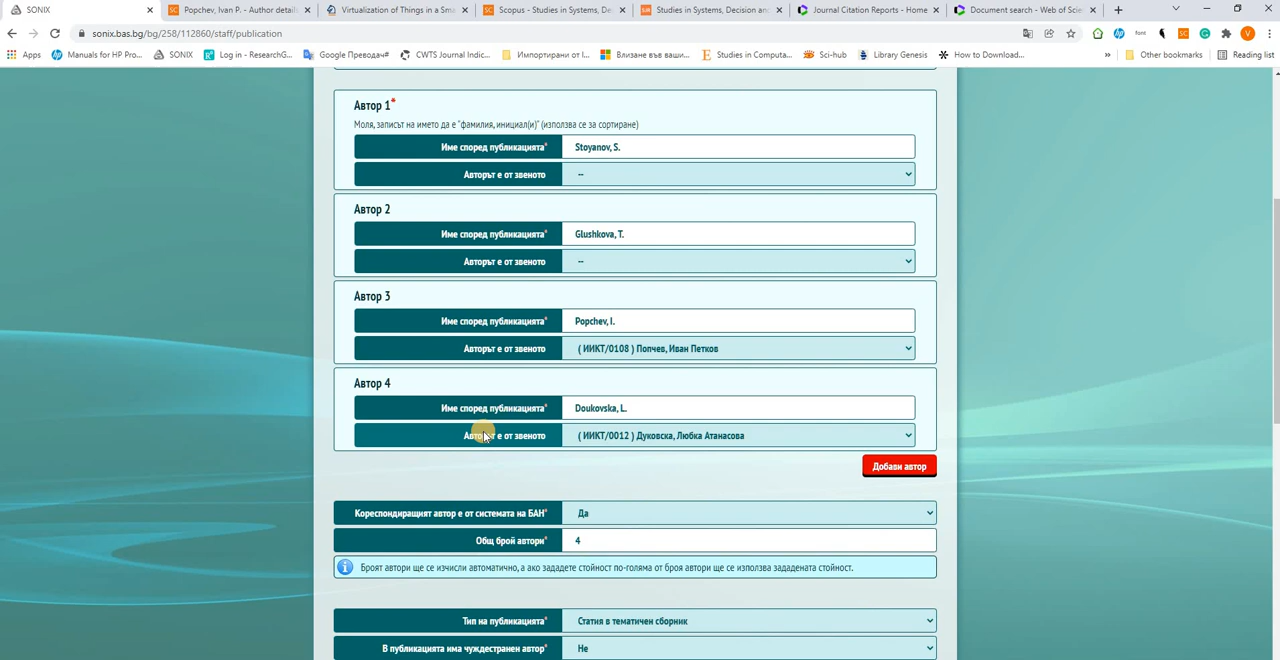 SONIX
Popchev, Ivan P. - Author detail
Virtualization of Things in a Sma
Scopus - Studies in Systems, De
Studies in Systems, Decision and
Journal Citation Reports - Home
Document search - Web of Scie
sonix.bas.bg/bg/258/112860/staff/publication
Apps
Manuals for HP Pro...
SONIX
Log in - ResearchG...
Google Преводач#
CWTS Journal Indic...
Импортирани от I...
Влизане във ваши...
Studies in Computa...
Sci-hub
Library Genesis
How to Download...
»
Other bookmarks
Reading list
Автор 1*
Моля, записът на името да е "фамилия, инициал(и)" (използва се за сортиране)
Име според публикацията* Stoyanov, S.
Авторът е от звеното --
Автор 2
Име според публикацията* Glushkova, T.
Авторът е от звеното --
Автор 3
Име според публикацията* Popchev, I.
Авторът е от звеното ( ИИКТ/0108 ) Попчев, Иван Петков
Автор 4
Име според публикацията* Doukovska, L.
Авторът е от звеното ( ИИКТ/0012 ) Дуковска, Любка Атанасова
Добави автор
Кореспондиращият автор е от системата на БАН* Да
Общ брой автори* 4
Броят автори ще се изчисли автоматично, а ако зададете стойност по-голяма от броя автори ще се използва зададената стойност.
Тип на публикацията* Статия в тематичен сборник
В публикацията има чуждестранен автор* Не